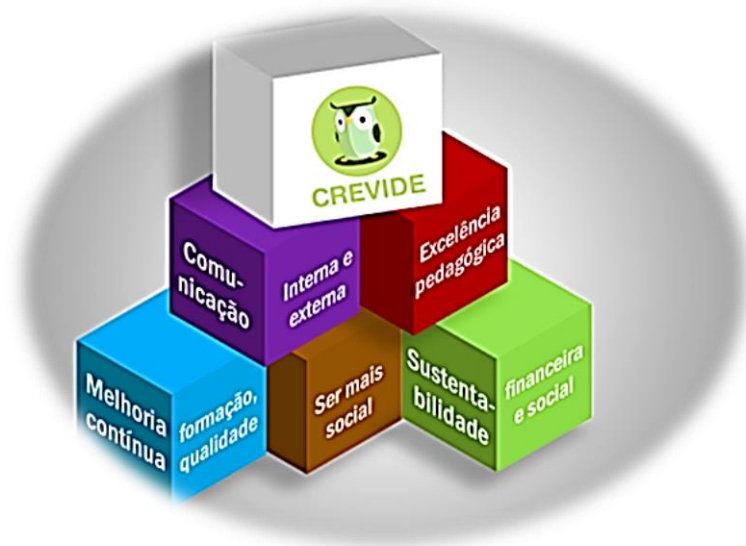 CREVIDE
Comu-
nicação
Interna e
externa
Excelência
pedagógica
Melhoria
contínua
formação,
qualidade
Ser mais
social
Sustenta-
bilidade
financeira
e social